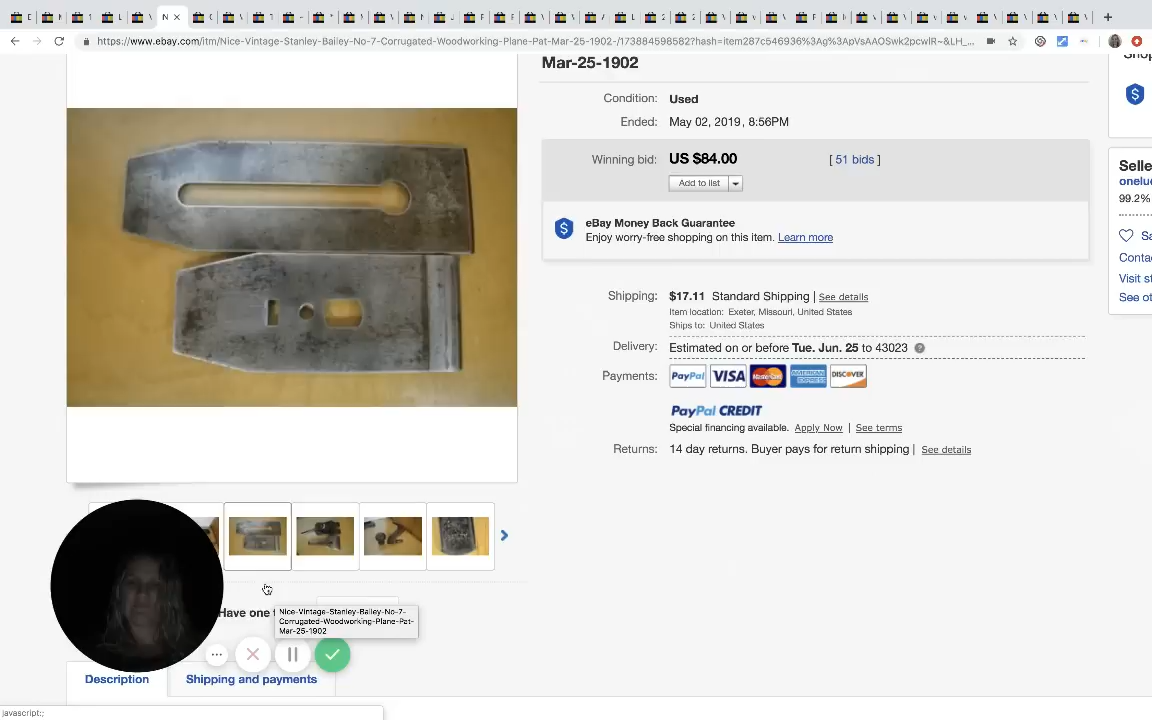 N
https://www.ebay.com/itm/Nice-Vintage-Stanley-Bailey-No-7-Corrugated-Woodworking-Plane-Pat-Mar-25-1902-/173884598582?hash=item287c546936%3Ag%3ApVsAAOSwk2pcwlR~&LH_...
Mar-25-1902
Condition: Used
Ended: May 02, 2019, 8:56PM
Winning bid: US $84.00 [ 51 bids ]
Add to list
eBay Money Back Guarantee
Enjoy worry-free shopping on this item. Learn more
Shipping: $17.11 Standard Shipping | See details
Item location: Exeter, Missouri, United States
Ships to: United States
Delivery: Estimated on or before Tue. Jun. 25 to 43023
Payments: PayPal VISA MasterCard AMERICAN EXPRESS DISCOVER
PayPal CREDIT
Special financing available. Apply Now | See terms
Returns: 14 day returns. Buyer pays for return shipping | See details
Selle
onelue
99.2%
Sa
Conta
Visit st
See ot
Have one
Nice-Vintage-Stanley-Bailey-No-7-
Corrugated-Woodworking-Plane-Pat-
Mar-25-1902
Description
Shipping and payments
javascript:;